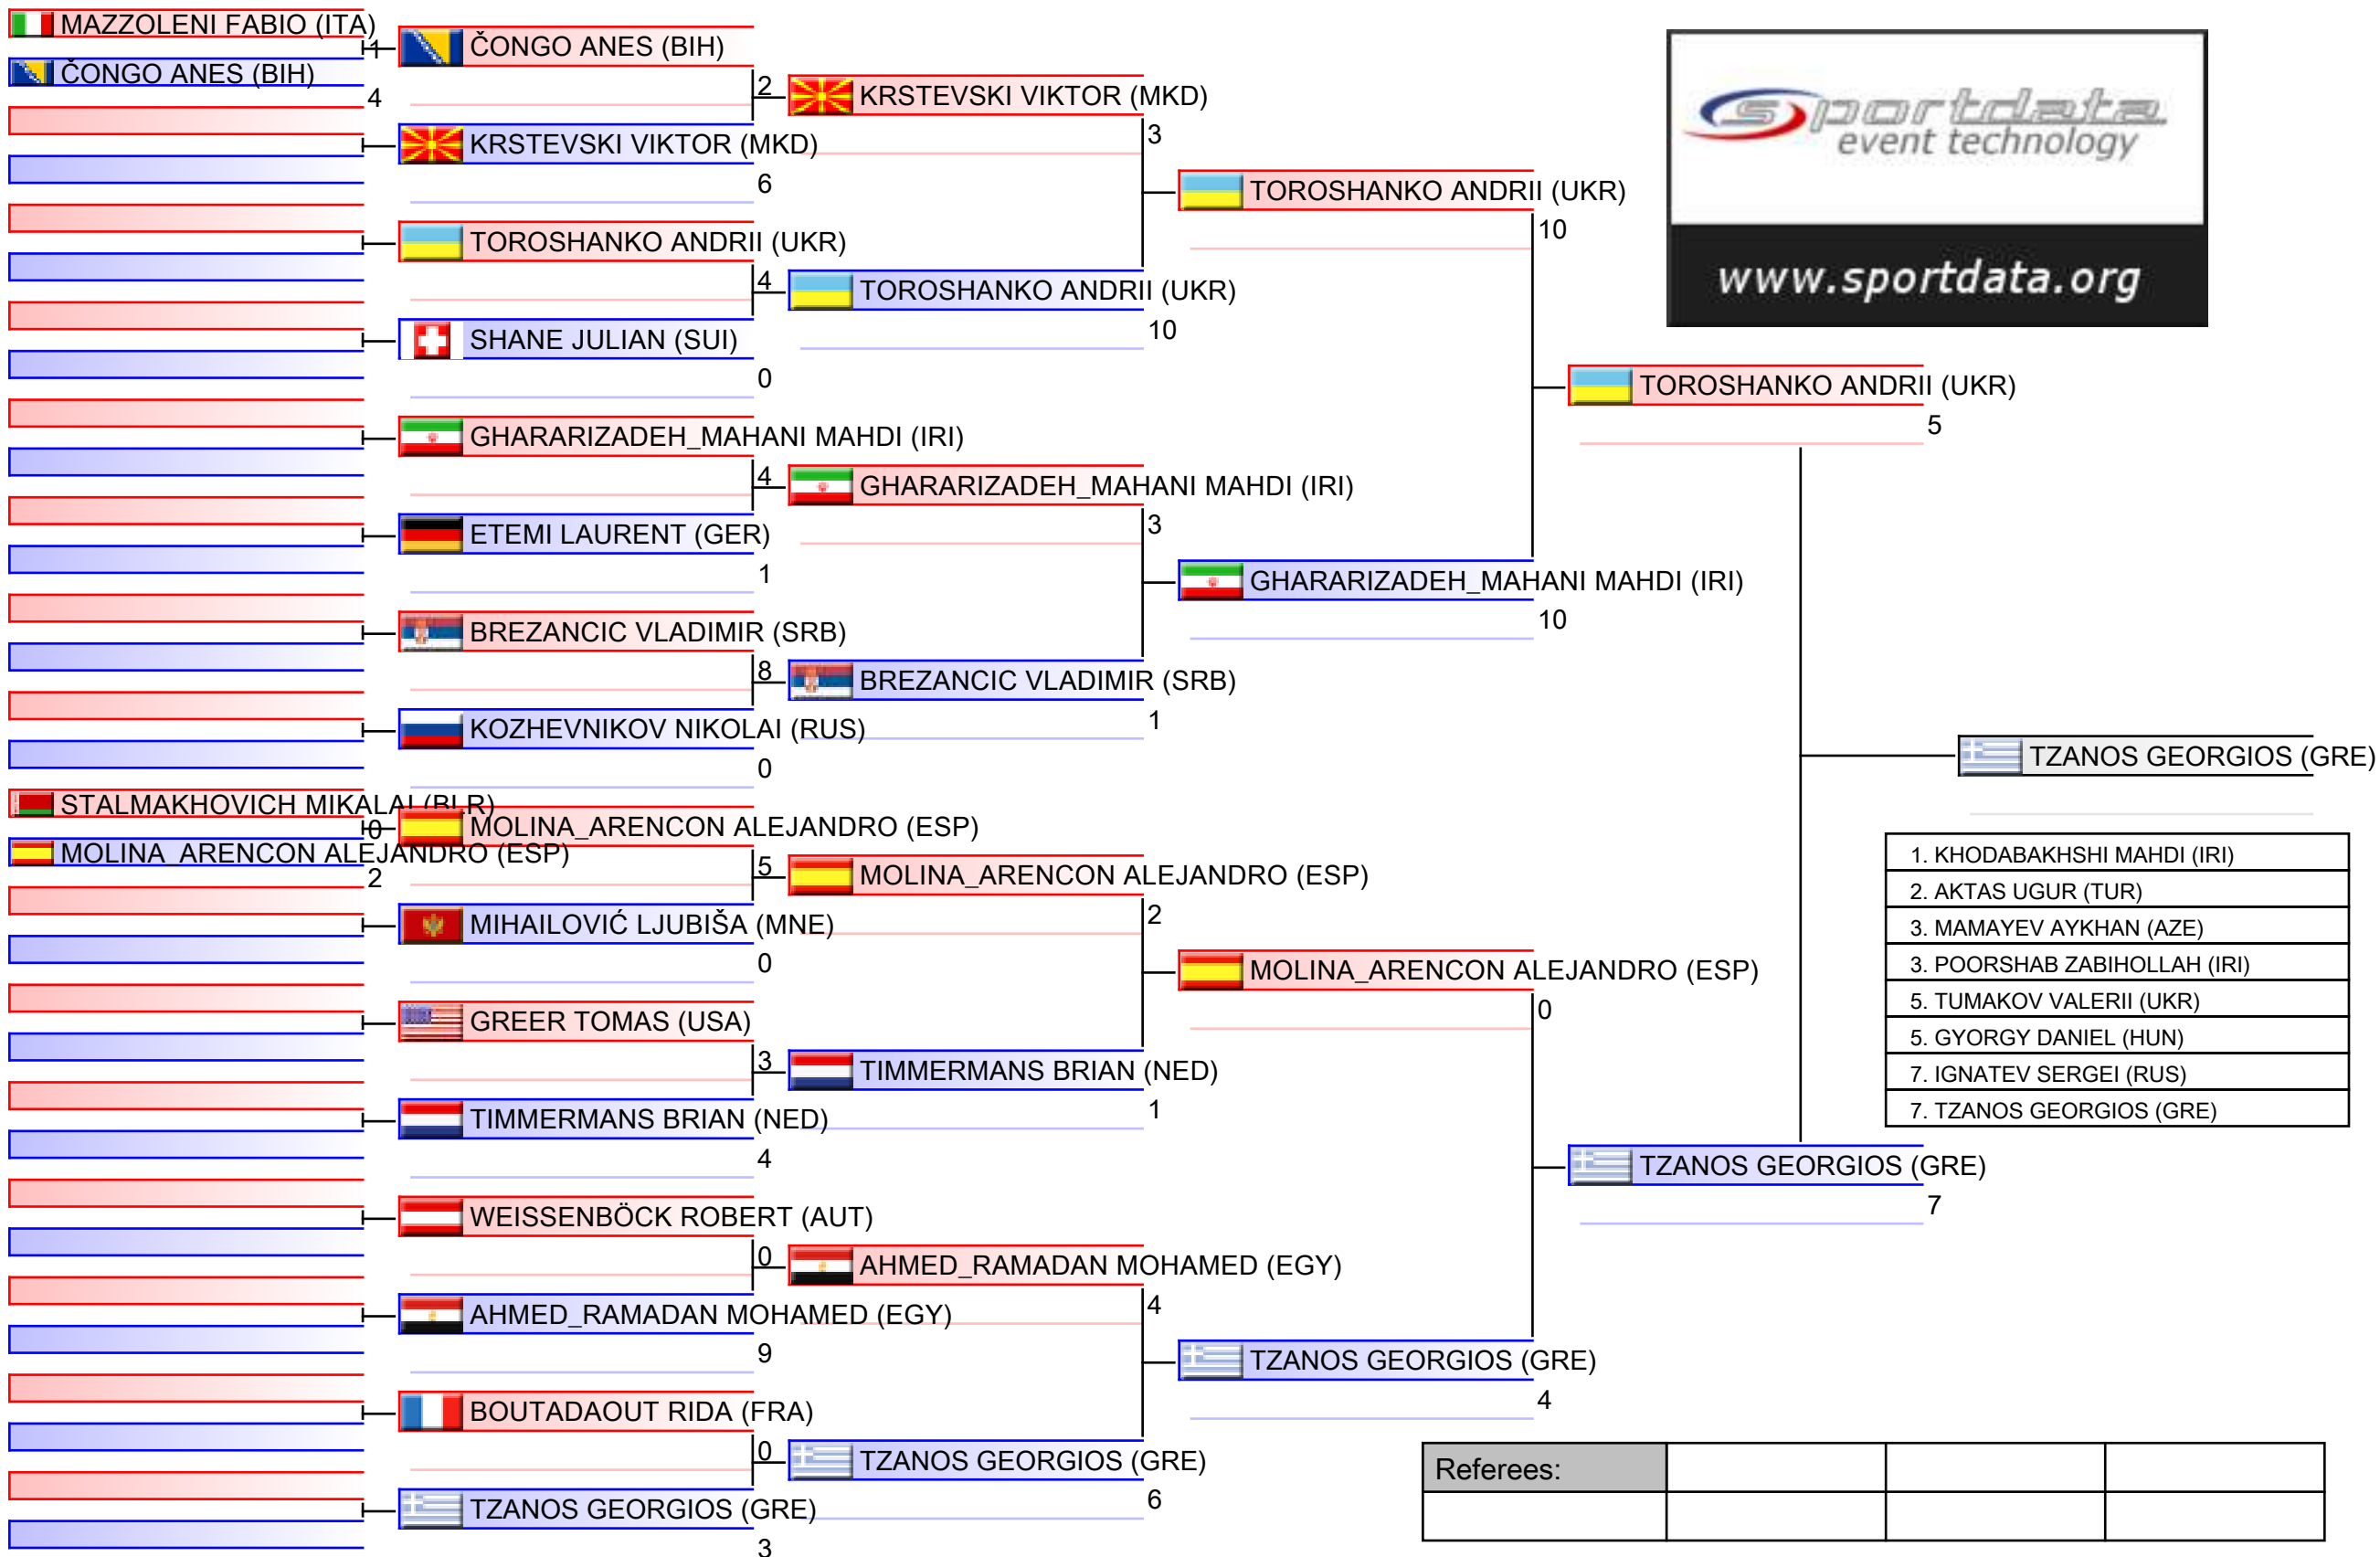 MAZZOLENI FABIO (ITA)
1
ČONGO ANES (BIH)
4
STALMAKHOVICH MIKALAI (BLR)
0
MOLINA_ARENCON ALEJANDRO (ESP)
2
ČONGO ANES (BIH)
2
KRSTEVSKI VIKTOR (MKD)
6
TOROSHANKO ANDRII (UKR)
4
SHANE JULIAN (SUI)
0
GHARARIZADEH_MAHANI MAHDI (IRI)
4
ETEMI LAURENT (GER)
1
BREZANCIC VLADIMIR (SRB)
8
KOZHEVNIKOV NIKOLAI (RUS)
0
MOLINA_ARENCON ALEJANDRO (ESP)
5
MIHAILOVIĆ LJUBIŠA (MNE)
0
GREER TOMAS (USA)
3
TIMMERMANS BRIAN (NED)
4
WEISSENBÖCK ROBERT (AUT)
0
AHMED_RAMADAN MOHAMED (EGY)
9
BOUTADAOUT RIDA (FRA)
0
TZANOS GEORGIOS (GRE)
3
KRSTEVSKI VIKTOR (MKD)
3
TOROSHANKO ANDRII (UKR)
10
GHARARIZADEH_MAHANI MAHDI (IRI)
3
BREZANCIC VLADIMIR (SRB)
1
MOLINA_ARENCON ALEJANDRO (ESP)
2
TIMMERMANS BRIAN (NED)
1
AHMED_RAMADAN MOHAMED (EGY)
4
TZANOS GEORGIOS (GRE)
6
TOROSHANKO ANDRII (UKR)
10
GHARARIZADEH_MAHANI MAHDI (IRI)
10
MOLINA_ARENCON ALEJANDRO (ESP)
0
TZANOS GEORGIOS (GRE)
4
TOROSHANKO ANDRII (UKR)
5
TZANOS GEORGIOS (GRE)
7
TZANOS GEORGIOS (GRE)
sportdata
event technology
www.sportdata.org
1. KHODABAKHSHI MAHDI (IRI)
2. AKTAS UGUR (TUR)
3. MAMAYEV AYKHAN (AZE)
3. POORSHAB ZABIHOLLAH (IRI)
5. TUMAKOV VALERII (UKR)
5. GYORGY DANIEL (HUN)
7. IGNATEV SERGEI (RUS)
7. TZANOS GEORGIOS (GRE)
Referees: